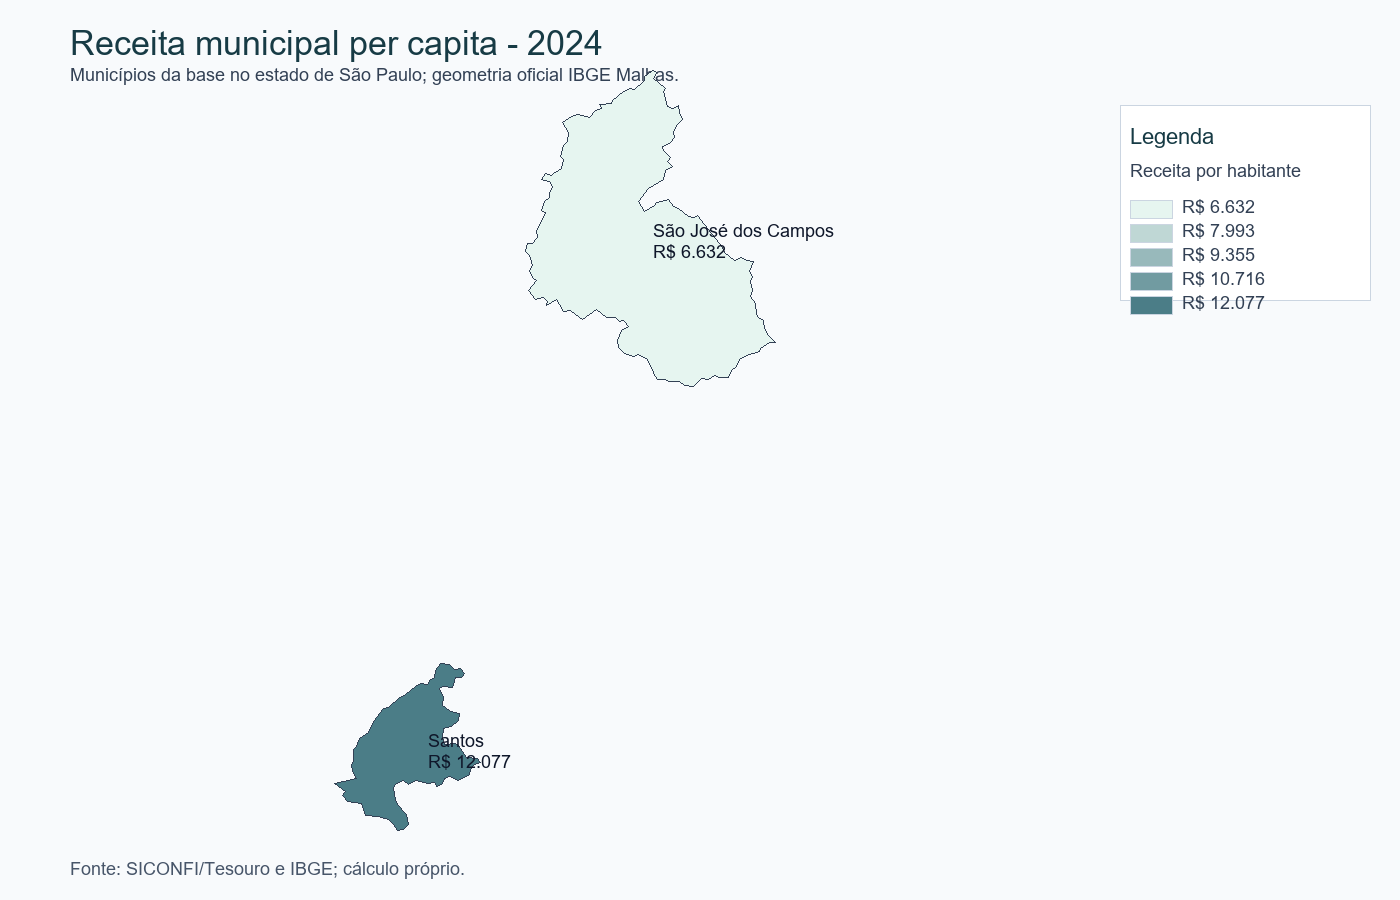 Receita municipal per capita - 2024
Municípios da base no estado de São Paulo; geometria oficial IBGE Malhas.
Legenda
Receita por habitante
R$ 6.632
R$ 7.993
R$ 9.355
R$ 10.716
R$ 12.077
São José dos Campos
R$ 6.632
Santos
R$ 12.077
Fonte: SICONFI/Tesouro e IBGE; cálculo próprio.